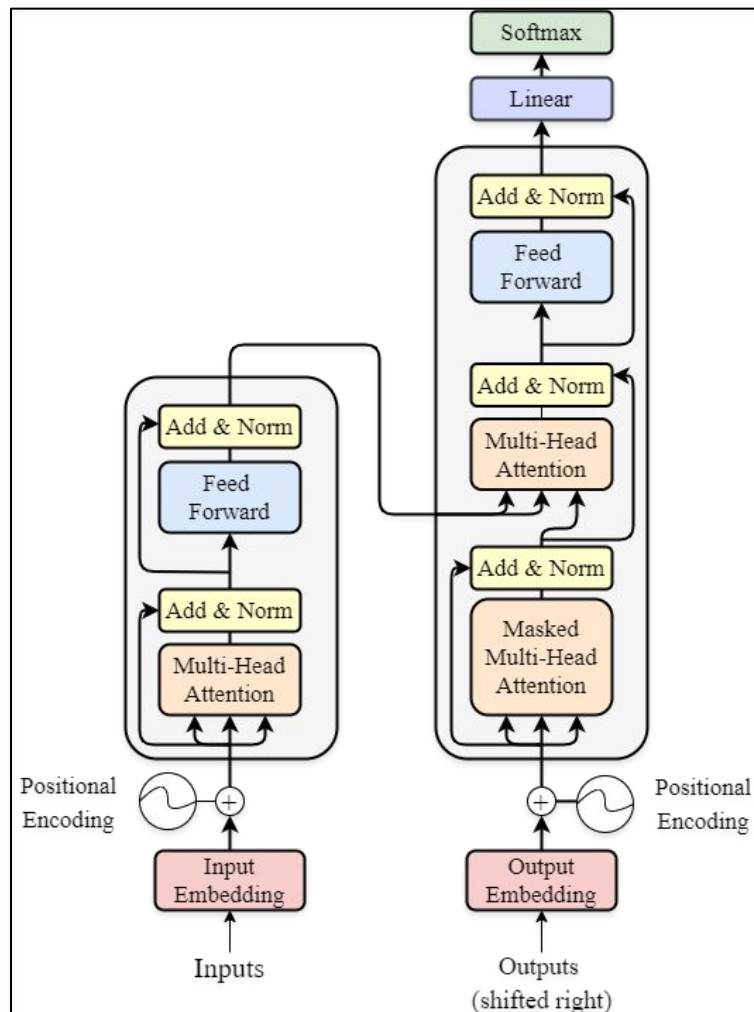 Softmax
Linear
Add & Norm
Feed
Forward
Add & Norm
Multi-Head
Attention
Add & Norm
Masked
Multi-Head
Attention
Add & Norm
Feed
Forward
Add & Norm
Multi-Head
Attention
Positional
Encoding
Positional
Encoding
Input
Embedding
Output
Embedding
Inputs
Outputs
(shifted right)